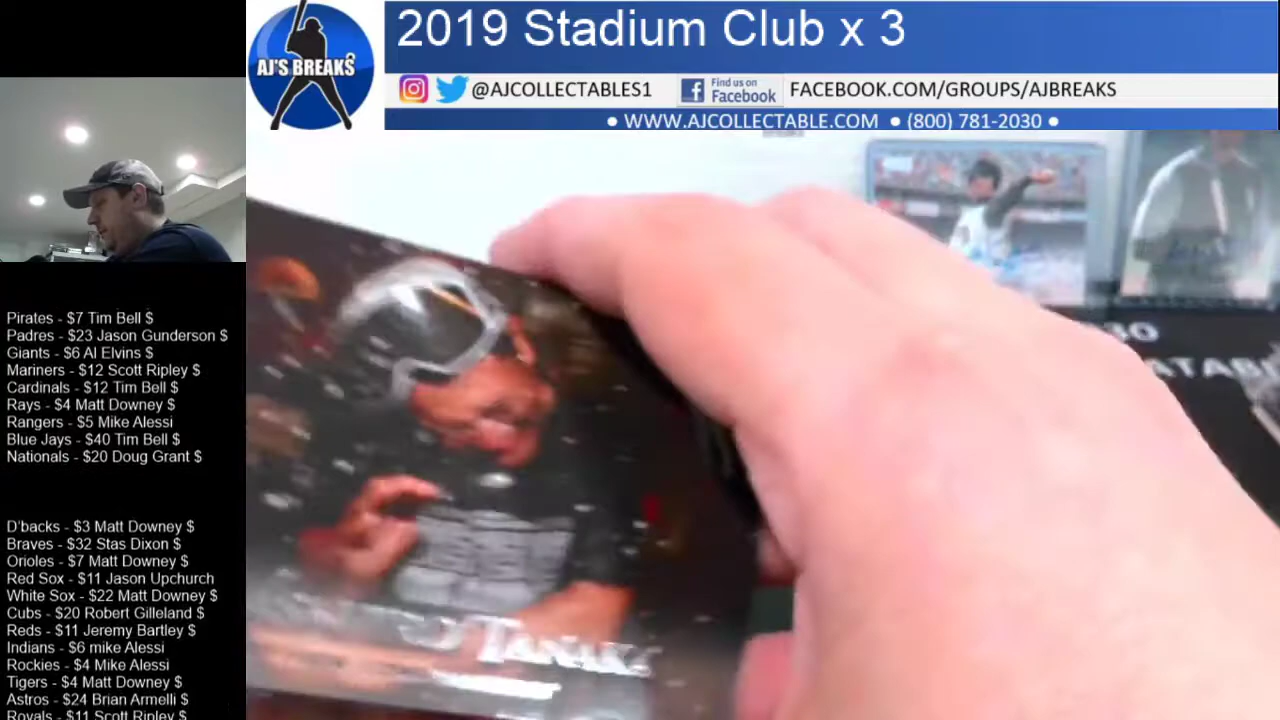 2019 Stadium Club x 3
AJ'S BREAKS
@AJCOLLECTABLES1
Find us on
Facebook
FACEBOOK.COM/GROUPS/AJBREAKS
• WWW.AJCOLLECTABLE.COM • (800) 781-2030 •
Pirates - $7 Tim Bell $
Padres - $23 Jason Gunderson $
Giants - $6 Al Elvins $
Mariners - $12 Scott Ripley $
Cardinals - $12 Tim Bell $
Rays - $4 Matt Downey $
Rangers - $5 Mike Alessi
Blue Jays - $40 Tim Bell $
Nationals - $20 Doug Grant $
D'backs - $3 Matt Downey $
Braves - $32 Stas Dixon $
Orioles - $7 Matt Downey $
Red Sox - $11 Jason Upchurch
White Sox - $22 Matt Downey $
Cubs - $20 Robert Gilleland $
Reds - $11 Jeremy Bartley $
Indians - $6 mike Alessi
Rockies - $4 Mike Alessi
Tigers - $4 Matt Downey $
Astros - $24 Brian Armelli $
Royals - $11 Scott Ripley $
TANAKA